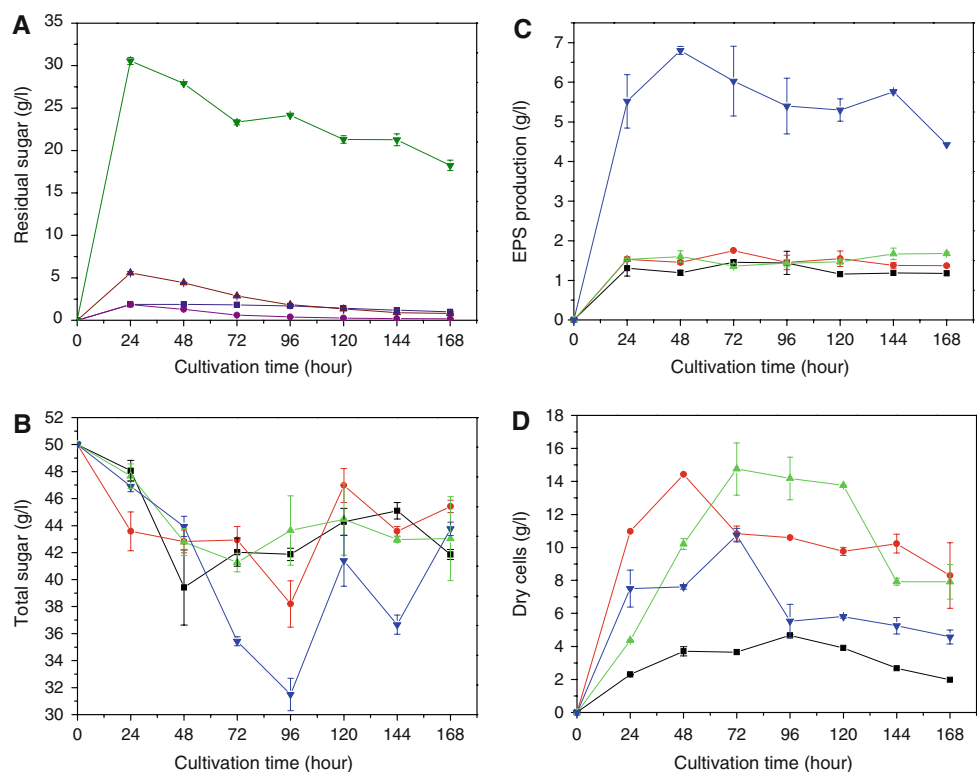 A
Residual sugar (g/l)
35
30
25
20
15
10
5
0
0 24 48 72 96 120 144 168
Cultivation time (hour)
C
EPS production (g/l)
7
6
5
4
3
2
1
0
0 24 48 72 96 120 144 168
Cultivation time (hour)
B
Total sugar (g/l)
52
50
48
46
44
42
40
38
36
34
32
30
0 24 48 72 96 120 144 168
Cultivation time (hour)
D
Dry cells (g/l)
18
16
14
12
10
8
6
4
2
0
0 24 48 72 96 120 144 168
Cultivation time (hour)